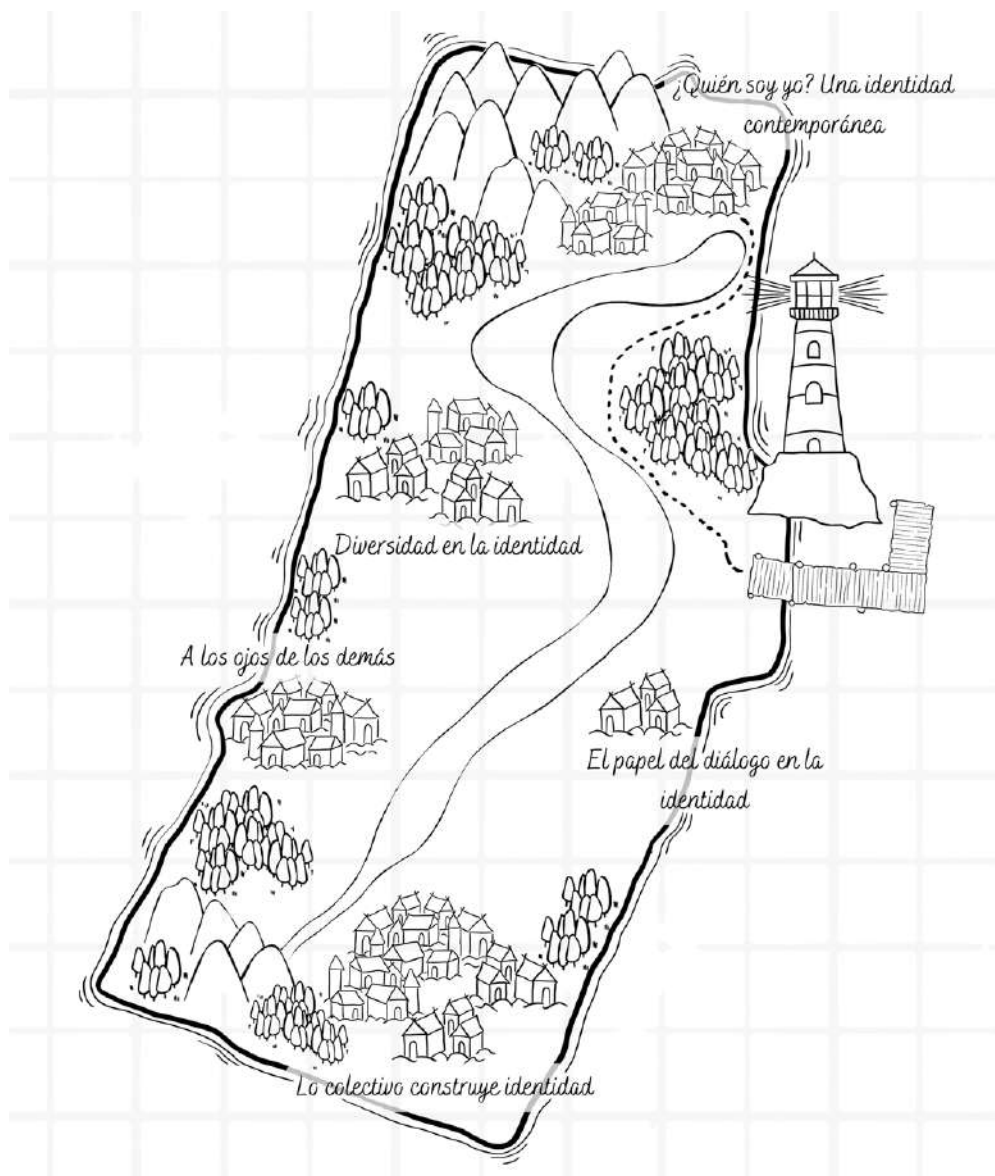 ¿Quién soy yo? Una identidad
contemporánea
Diversidad en la identidad
A los ojos de los demás
El papel del diálogo en la
identidad
Lo colectivo construye identidad